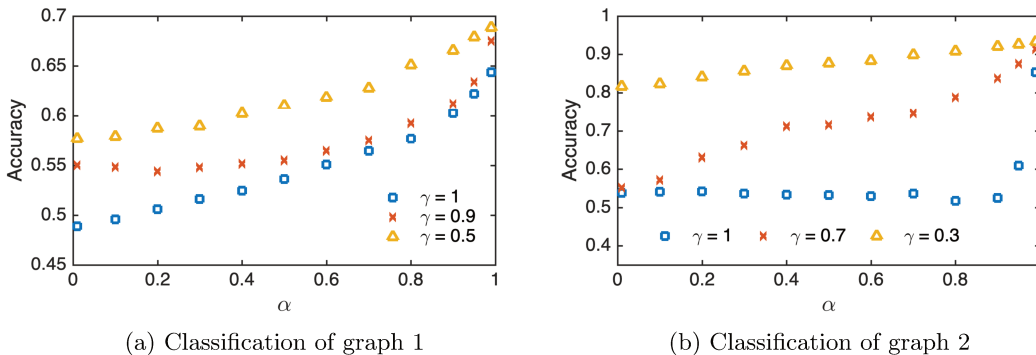 0.7
0.65
0.6
0.55
0.5
0.45
Accuracy
0 0.2 0.4 0.6 0.8 1
α
γ = 1
γ = 0.9
γ = 0.5
(a) Classification of graph 1
1
0.9
0.8
0.7
0.6
0.5
0.4
Accuracy
0 0.2 0.4 0.6 0.8
α
γ = 1 γ = 0.7 γ = 0.3
(b) Classification of graph 2